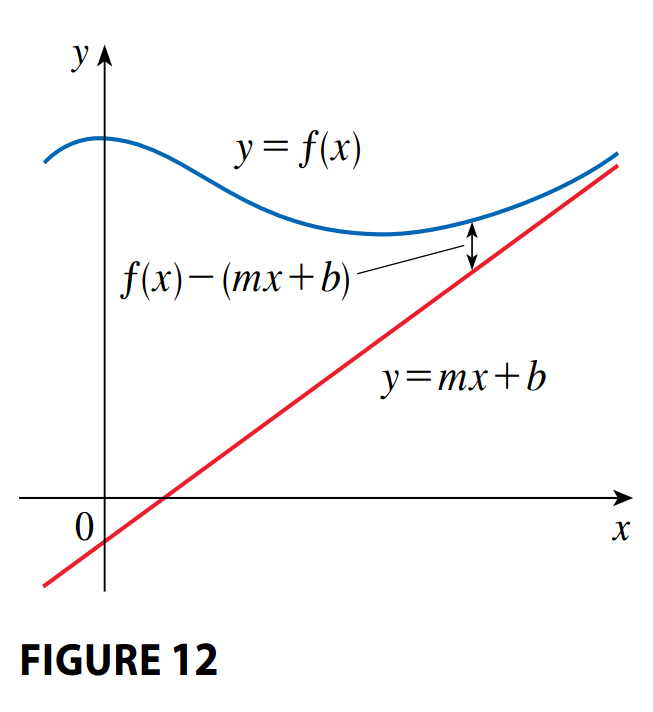 y
y = f(x)
f(x) − (mx + b)
y = mx + b
0
x
FIGURE 12